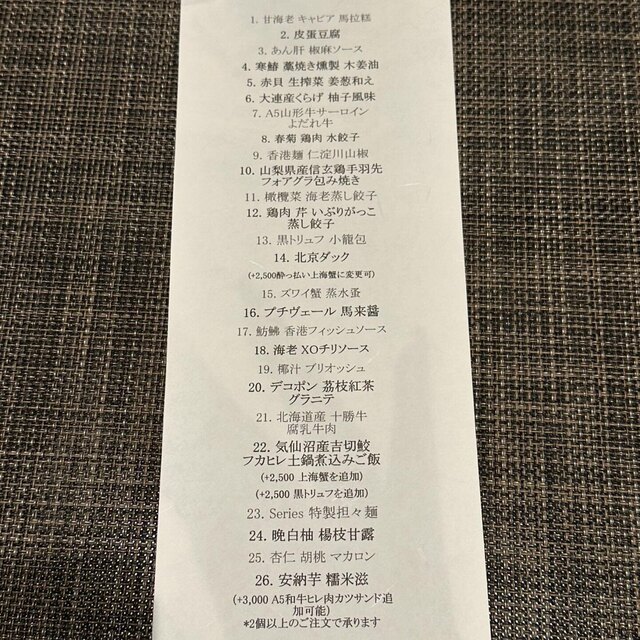 1. 甘海老 キャビア 馬拉糕
2. 皮蛋豆腐
3. あん肝 椒麻ソース
4. 寒鰆 藁焼き燻製 木姜油
5. 赤貝 生搾菜 姜葱和え
6. 大連産くらげ 柚子風味
7. A5山形牛サーロイン
よだれ牛
8. 春菊 鶏肉 水餃子
9. 香港麺 仁淀川山椒
10. 山梨県産信玄鶏手羽先
フォアグラ包み焼き
11. 橄欖菜 海老蒸し餃子
12. 鶏肉 芹 いぶりがっこ
蒸し餃子
13. 黒トリュフ 小籠包
14. 北京ダック
(+2,500酔っ払い上海蟹に変更可)
15. ズワイ蟹 蒸水蛋
16. プチヴェール 馬来醤
17. 魴鮄 香港フィッシュソース
18. 海老 XOチリソース
19. 椰汁 ブリオッシュ
20. デコポン 荔枝紅茶
グラニテ
21. 北海道産 十勝牛
腐乳牛肉
22. 気仙沼産吉切鮫
フカヒレ土鍋煮込みご飯
(+2,500 上海蟹を追加)
(+2,500 黒トリュフを追加)
23. Series 特製担々麺
24. 晩白柚 楊枝甘露
25. 杏仁 胡桃 マカロン
26. 安納芋 糯米滋
(+3,000 A5和牛ヒレ肉カツサンド追
加可能)
*2個以上のご注文で承ります